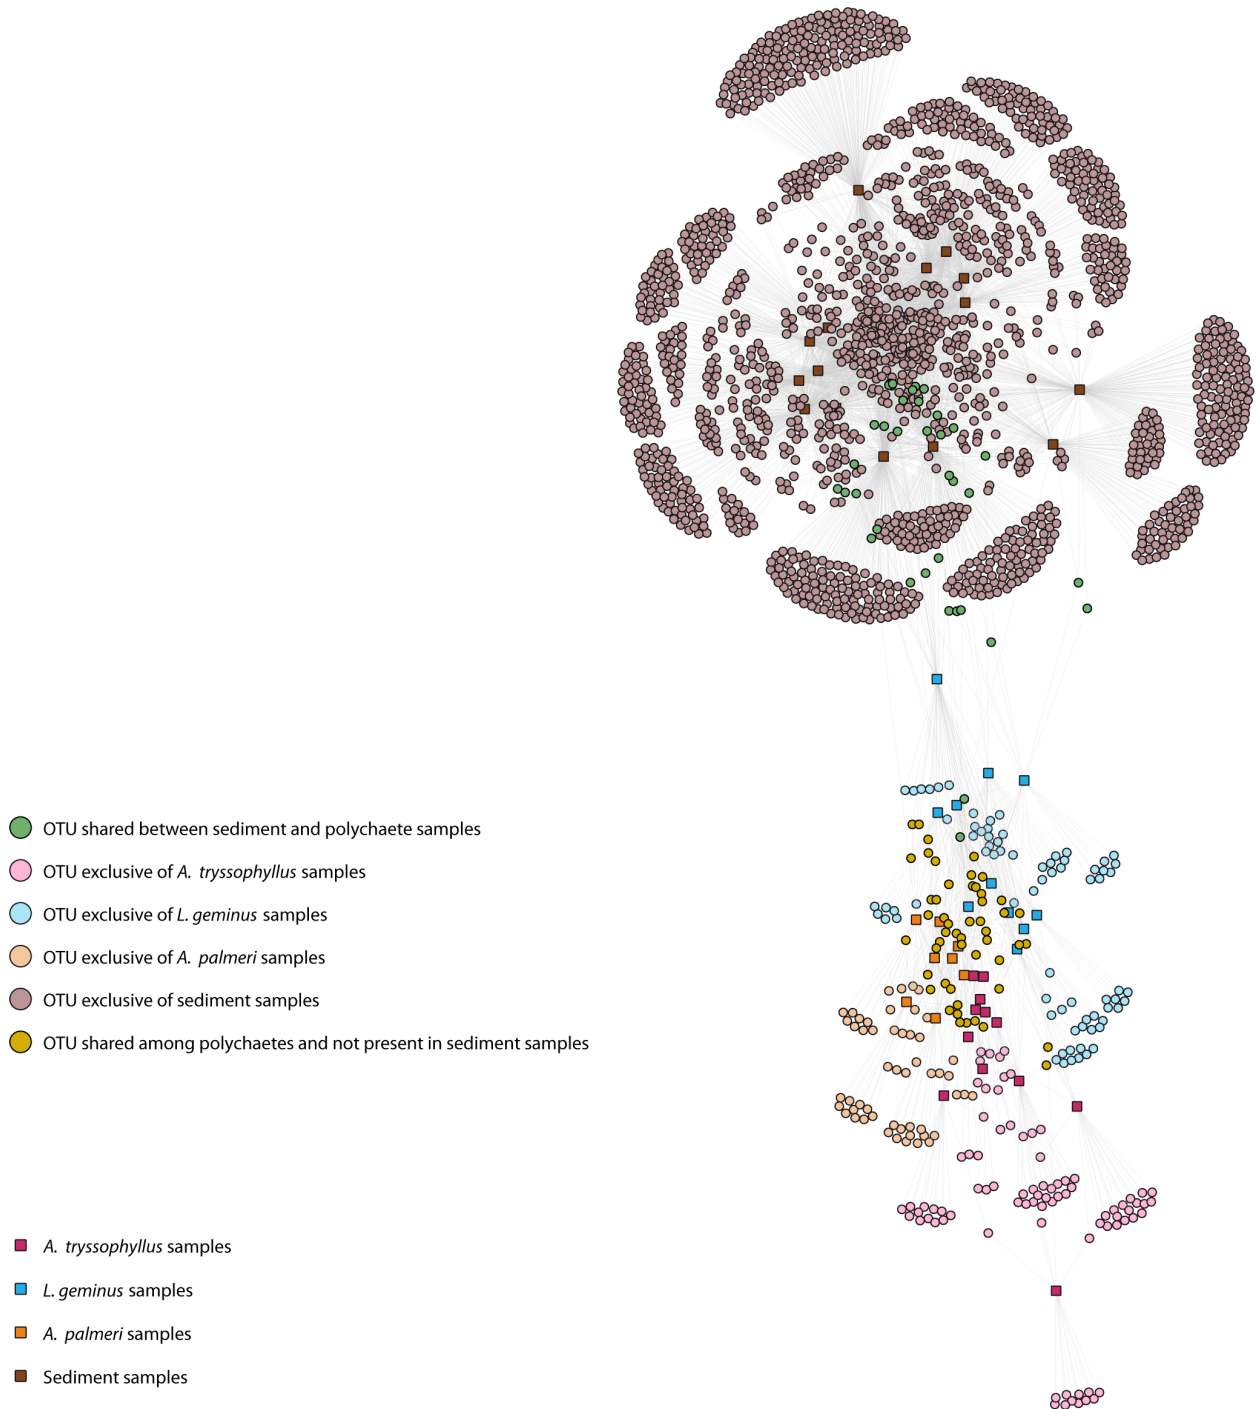 OTU shared between sediment and polychaete samples
OTU exclusive of A. tryssophyllus samples
OTU exclusive of L. geminus samples
OTU exclusive of A. palmeri samples
OTU exclusive of sediment samples
OTU shared among polychaetes and not present in sediment samples
A. tryssophyllus samples
L. geminus samples
A. palmeri samples
Sediment samples